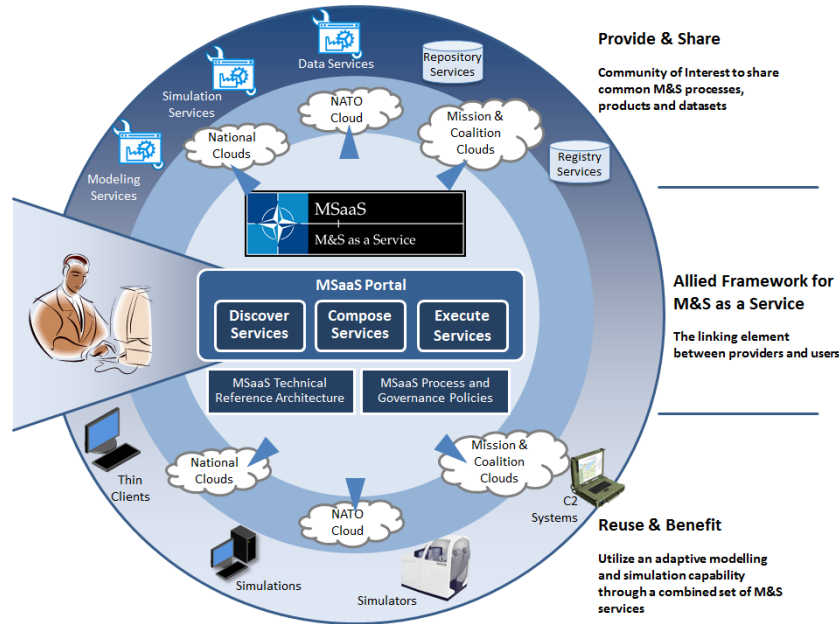 Provide & Share
Community of Interest to share
common M&S processes,
products and datasets
Data Services
Repository
Services
Simulation
Services
NATO
Cloud
Mission &
Coalition
Clouds
National
Clouds
Registry
Services
Modeling
Services
MSaaS
M&S as a Service
MSaaS Portal
Discover
Services
Compose
Services
Execute
Services
Allied Framework for
M&S as a Service
The linking element
between providers and users
MSaaS Technical
Reference Architecture
MSaaS Process and
Governance Policies
Thin
Clients
National
Clouds
Mission &
Coalition
Clouds
NATO
Cloud
C2
Systems
Simulations
Simulators
Reuse & Benefit
Utilize an adaptive modelling
and simulation capability
through a combined set of M&S
services